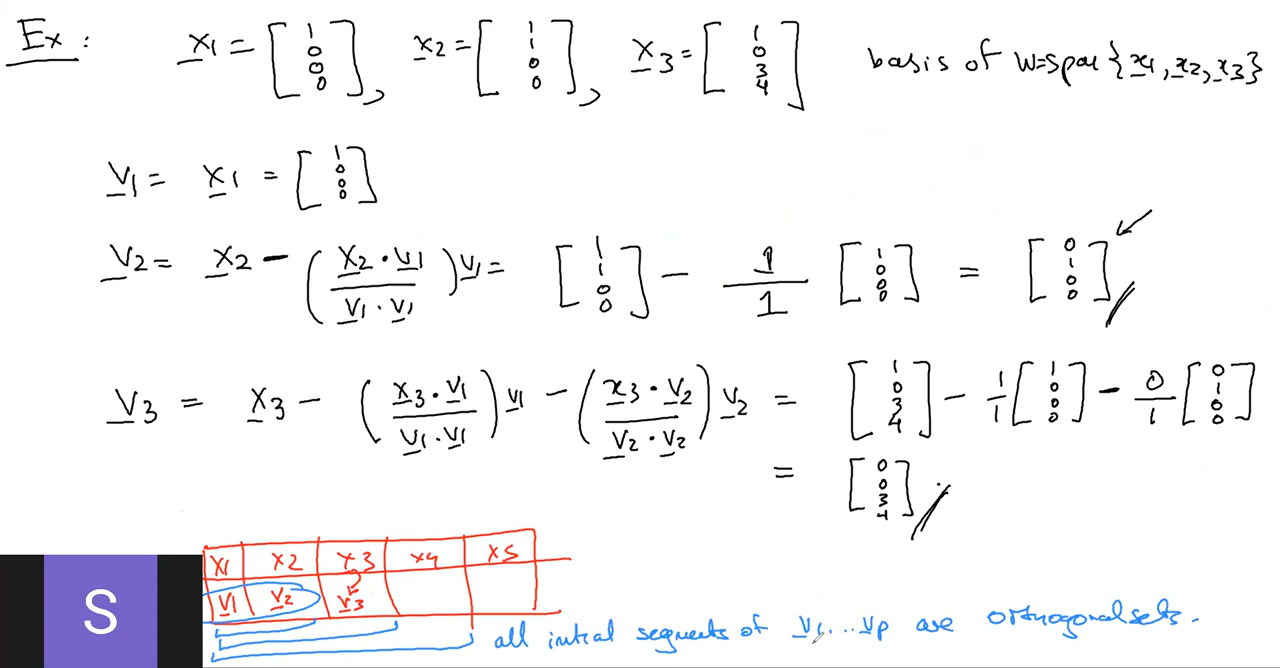 Ex : x1 = [1 0 0 0], x2 = [1 1 0 0], x3 = [1 0 3 4] basis of W=span{x1, x2, x3}
v1 = x1 = [1 0 0 0]
v2 = x2 - (x2 · v1 / v1 · v1) v1 = [1 1 0 0] - 1/1 [1 0 0 0] = [0 1 0 0]
v3 = x3 - (x3 · v1 / v1 · v1) v1 - (x3 · v2 / v2 · v2) v2 = [1 0 3 4] - 1/1 [1 0 0 0] - 0/1 [0 1 0 0]
= [0 0 3 4]
x1 x2 x3 x4 x5
v1 v2 v3
S
all initial segments of v1...vp are orthogonal sets.